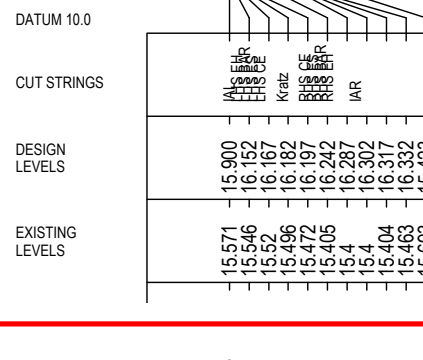 DATUM 10.0
CUT STRINGS
Kratz
IAR
DESIGN
LEVELS
15.900
16.152
16.167
16.182
16.197
16.242
16.287
16.302
16.317
16.332
EXISTING
LEVELS
15.571
15.546
15.52
15.496
15.472
15.405
15.4
15.4
15.404
15.463